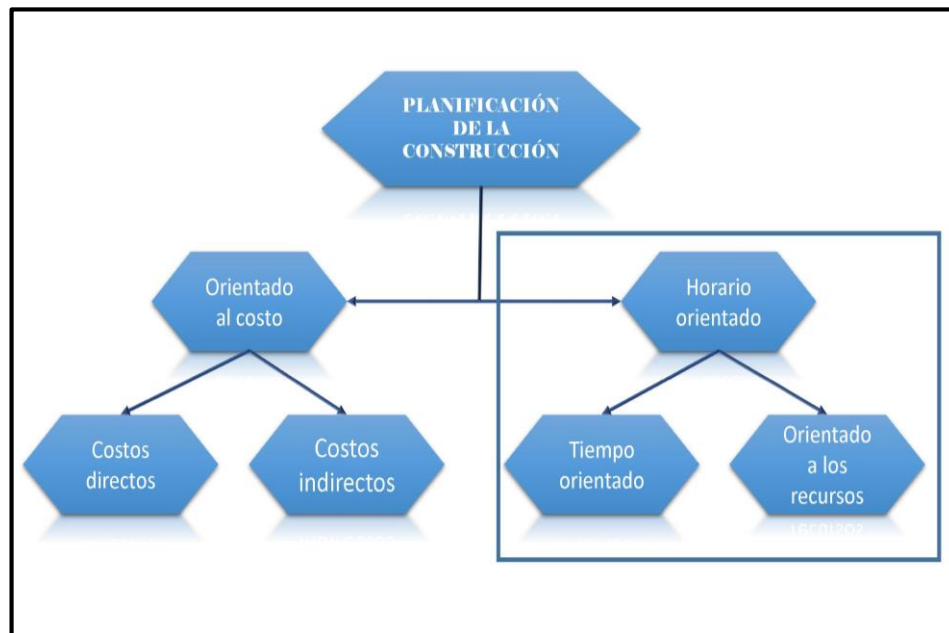 PLANIFICACIÓN
DE LA
CONSTRUCCIÓN
Orientado
al costo
Horario
orientado
Costos
directos
Costos
indirectos
Tiempo
orientado
Orientado
a los
recursos